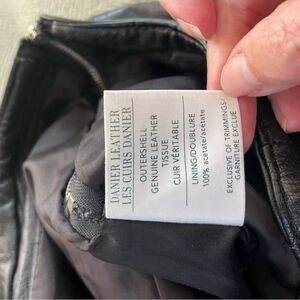 DANIER LEATHER
LES CUIRS DANIER
OUTERSHELL
GENUINE LEATHER
TISSUE
CUIR VÉRITABLE
LINING/DOUBLURE
100% acetate/acétate
EXCLUSIVE OF TRIMMINGS/
GARNITURE EXCLUE